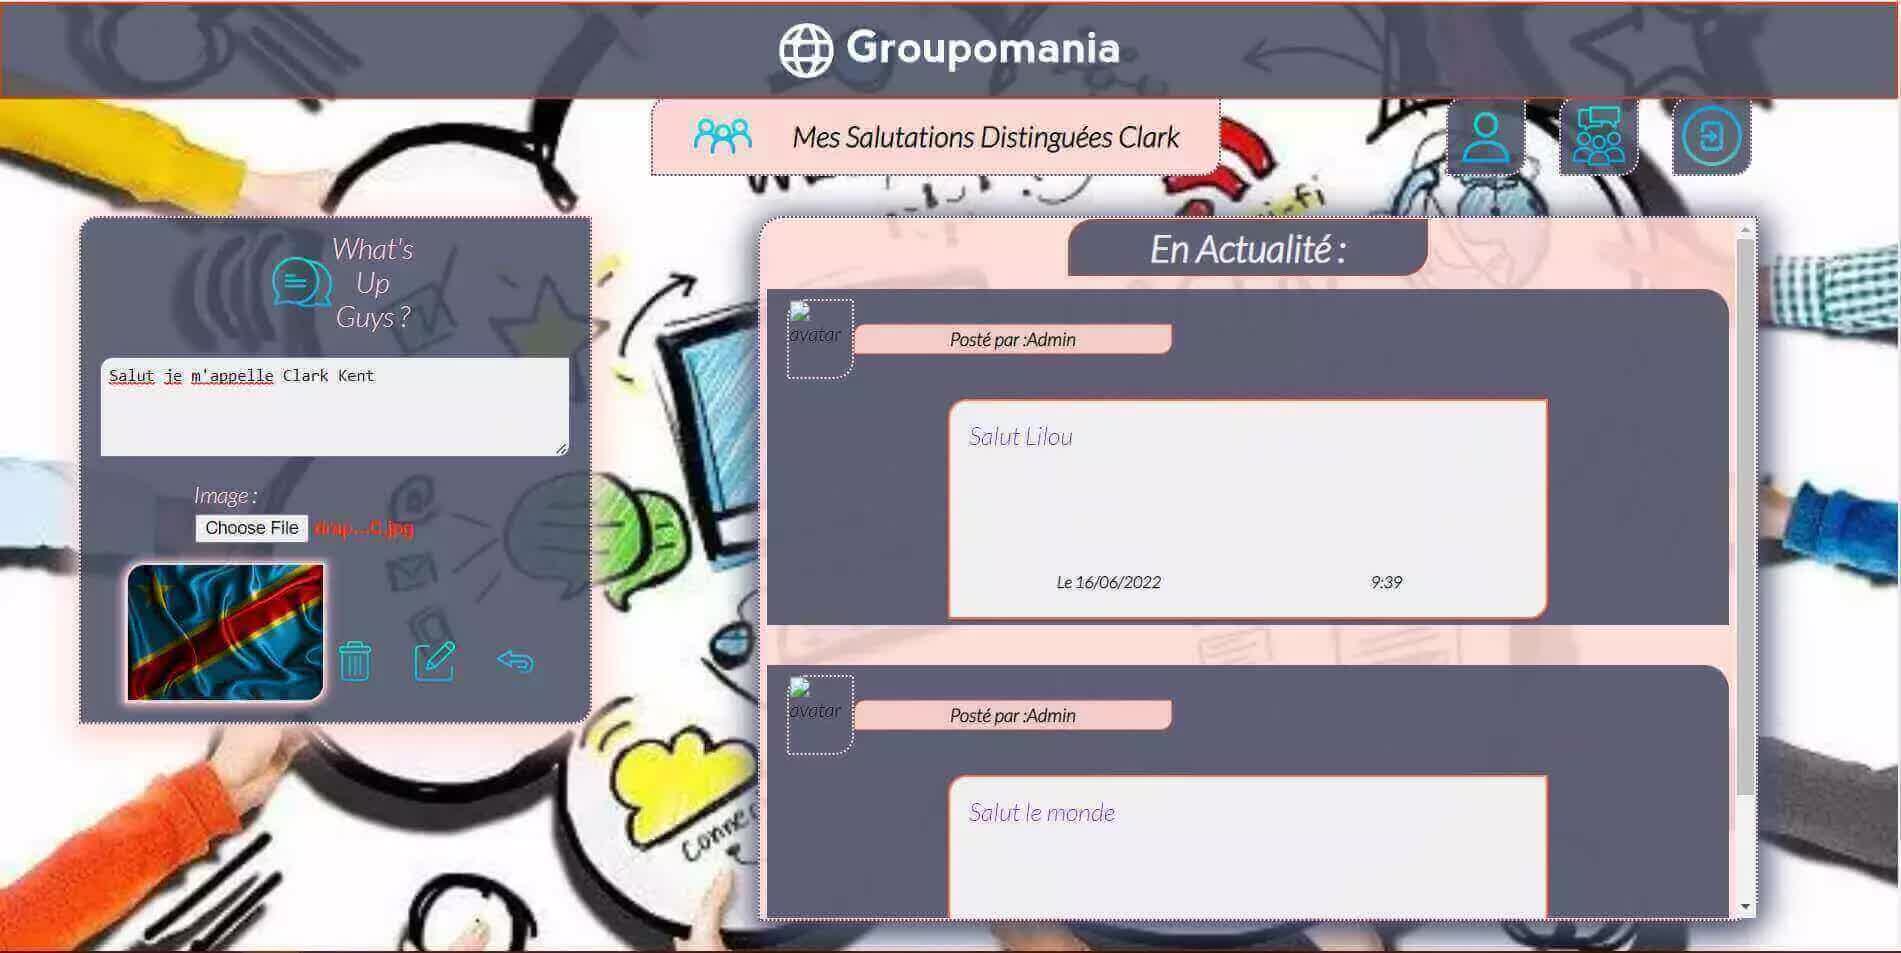 Groupomania
Mes Salutations Distinguées Clark
What's
Up
Guys ?
Salut je m'appelle Clark Kent
Image :
Choose File drap...C.jpg
En Actualité :
avatar
Posté par :Admin
Salut Lilou
Le 16/06/2022 9:39
avatar
Posté par :Admin
Salut le monde